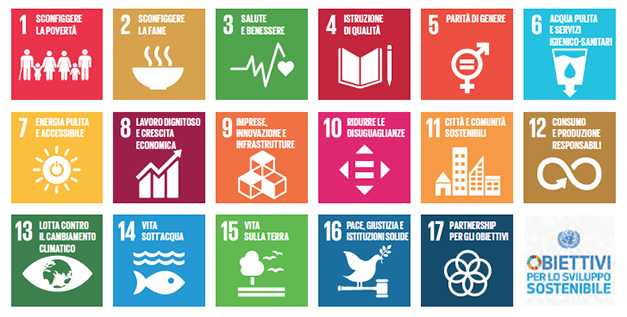 1 SCONFIGGERE
LA POVERTÀ
2 SCONFIGGERE
LA FAME
3 SALUTE
E BENESSERE
4 ISTRUZIONE
DI QUALITÀ
5 PARITÀ DI GENERE
6 ACQUA PULITA
E SERVIZI
IGIENICO-SANITARI
7 ENERGIA PULITA
E ACCESSIBILE
8 LAVORO DIGNITOSO
E CRESCITA
ECONOMICA
9 IMPRESE,
INNOVAZIONE E
INFRASTRUTTURE
10 RIDURRE LE
DISUGUAGLIANZE
11 CITTÀ E COMUNITÀ
SOSTENIBILI
12 CONSUMO
E PRODUZIONE
RESPONSABILI
13 LOTTA CONTRO
IL CAMBIAMENTO
CLIMATICO
14 VITA
SOTT'ACQUA
15 VITA
SULLA TERRA
16 PACE, GIUSTIZIA E
ISTITUZIONI SOLIDE
17 PARTNERSHIP
PER GLI OBIETTIVI
OBIETTIVI
PER LO SVILUPPO
SOSTENIBILE